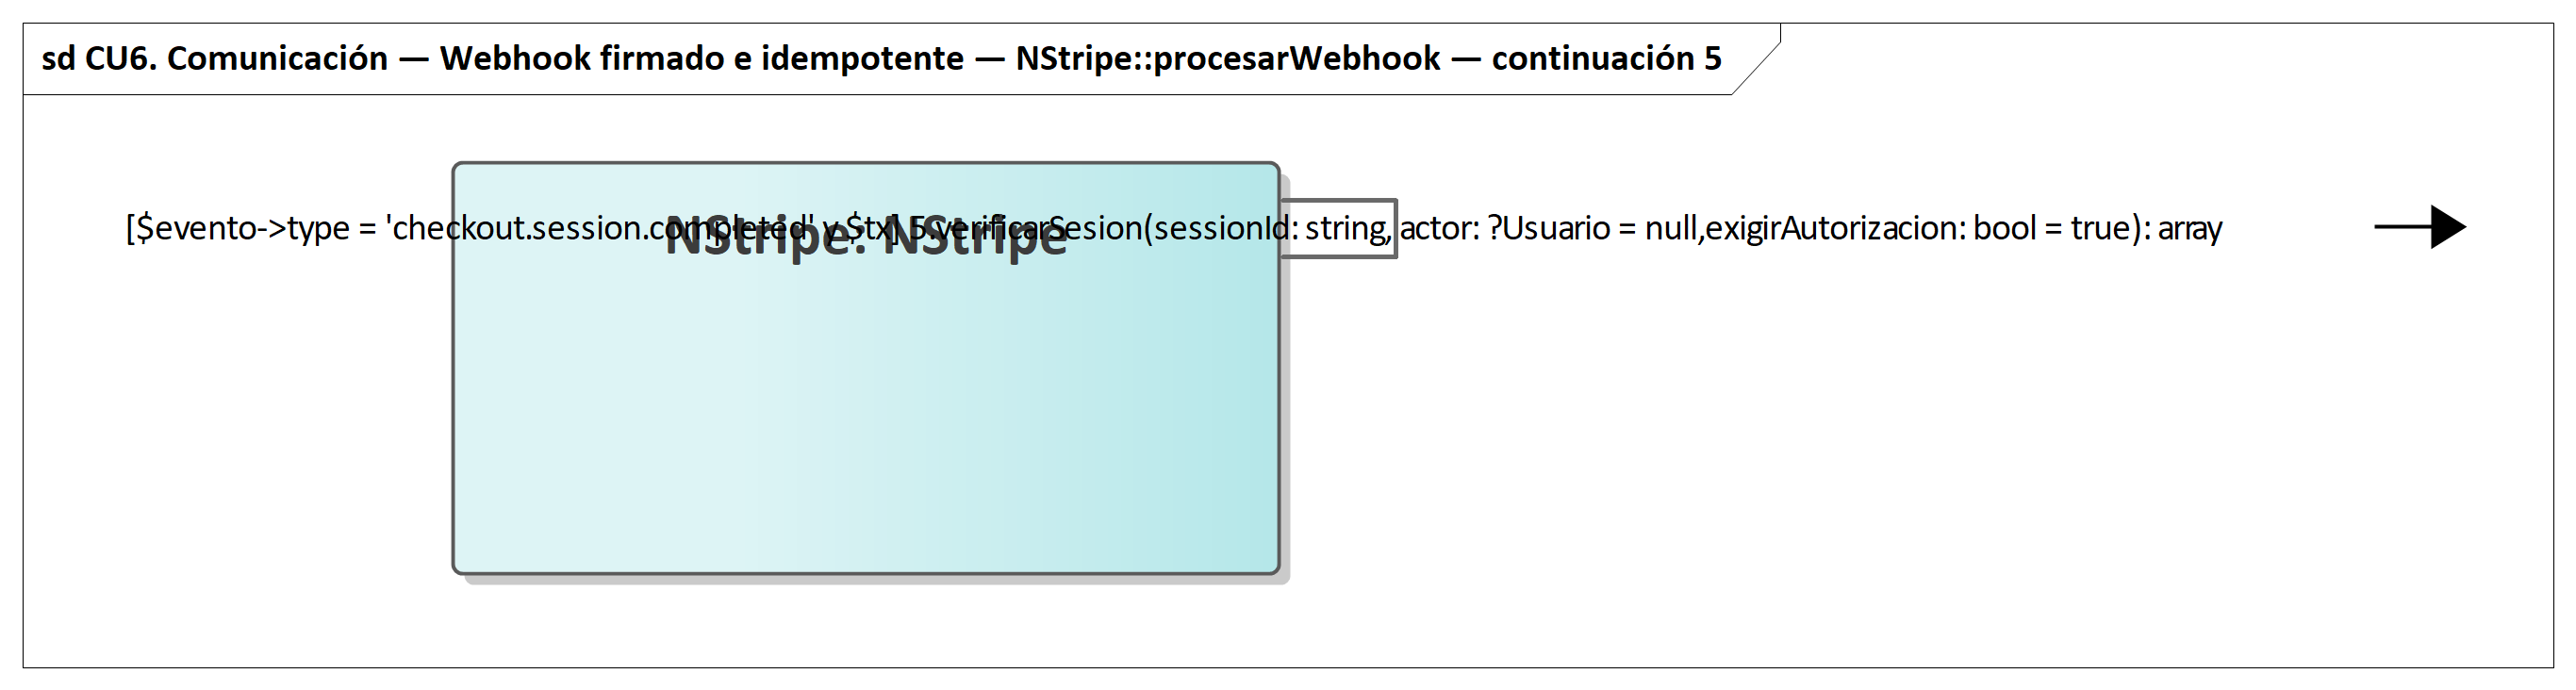 sd CU6. Comunicación — Webhook firmado e idempotente — NStripe::procesarWebhook — continuación 5
[$evento->type = 'checkout.session.completed' y $tx] 5:verificarSesion(sessionId: string, actor: ?Usuario = null,exigirAutorizacion: bool = true): array
NStripe: NStripe